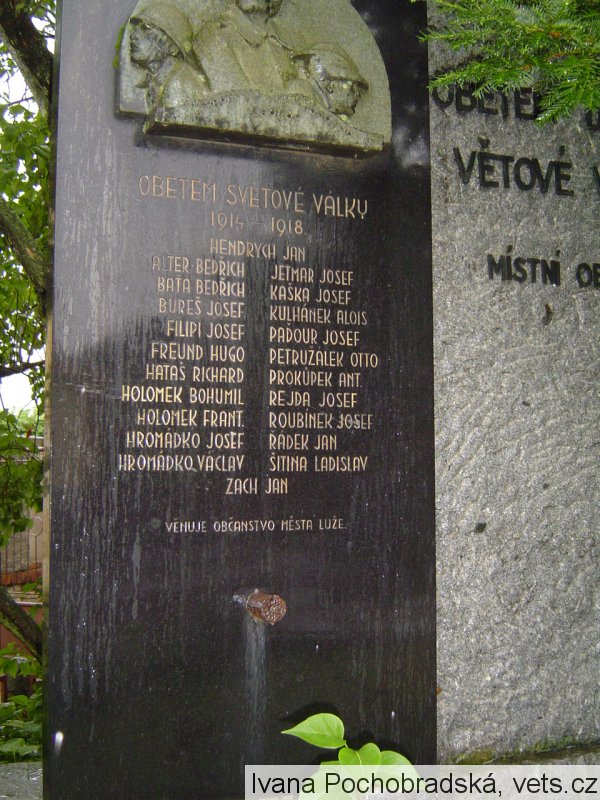 OBĚTEM SVĚTOVÉ VÁLKY
1914 - 1918.
HENDRYCH JAN
ALTER BEDŘICH JETMAR JOSEF
BAŤA BEDŘICH KAŠKA JOSEF
BUREŠ JOSEF KULHÁNEK ALOIS
FILIPI JOSEF PAĎOUR JOSEF
FREUND HUGO PETRUŽÁLEK OTTO
HATAŠ RICHARD PROKŮPEK ANT.
HOLOMEK BOHUMIL REJDA JOSEF
HOLOMEK FRANT. ROUBÍNEK JOSEF
HROMÁDKO JOSEF ŘÁDEK JAN
HROMÁDKO VÁCLAV ŠITINA LADISLAV
ZACH JAN
VĚNUJE OBČANSTVO MĚSTA LUŽE.
OBĚTEM
VĚTOVÉ V
MÍSTNÍ OB
Ivana Pochobradská, vets.cz